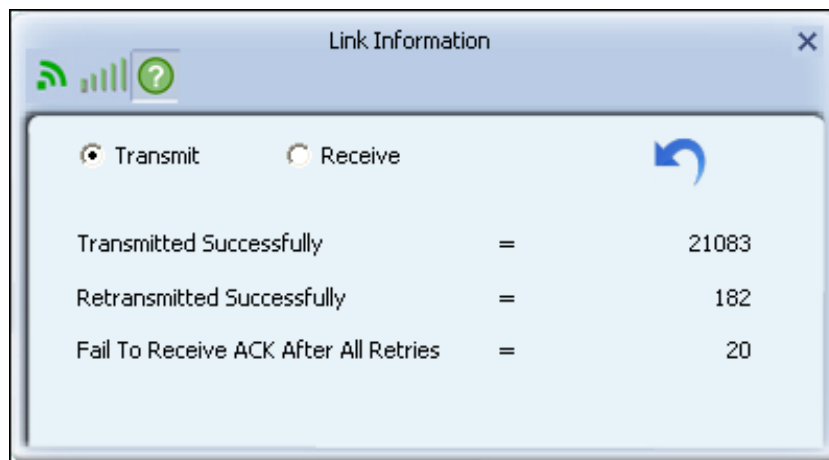 Link Information
Transmit Receive
Transmitted Successfully = 21083
Retransmitted Successfully = 182
Fail To Receive ACK After All Retries = 20